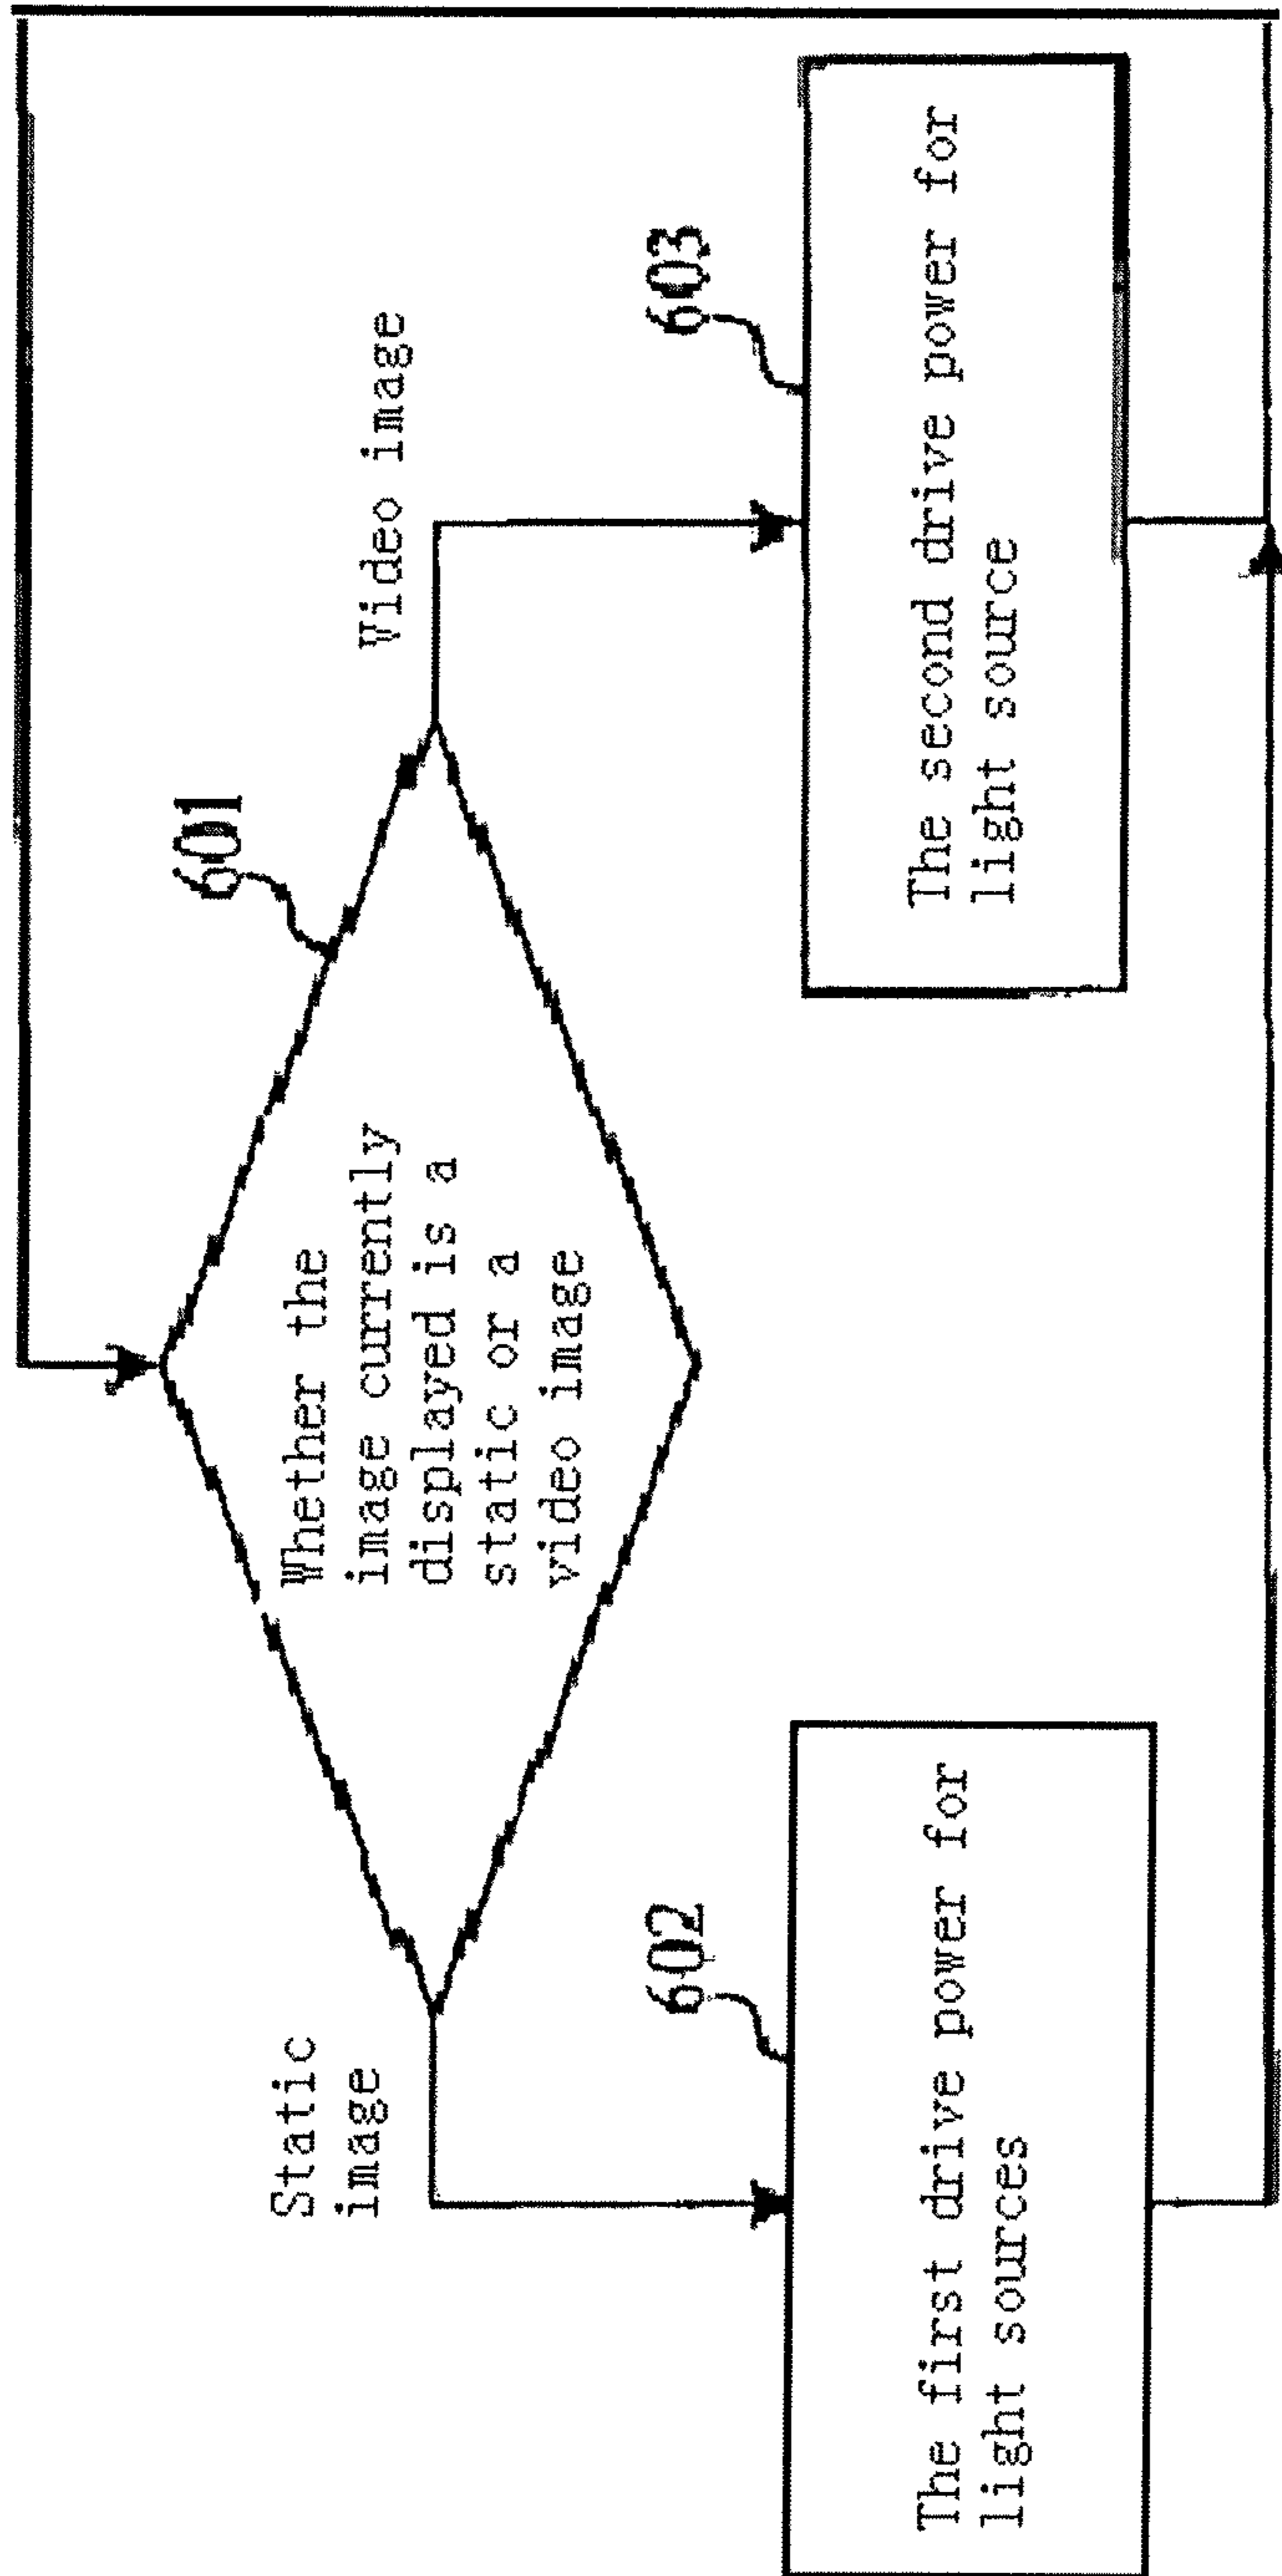 601
Whether the
image currently
displayed is a
static or a
video image
Static
image
Video image
602
The first drive power for
light sources
603
The second drive power for
light source